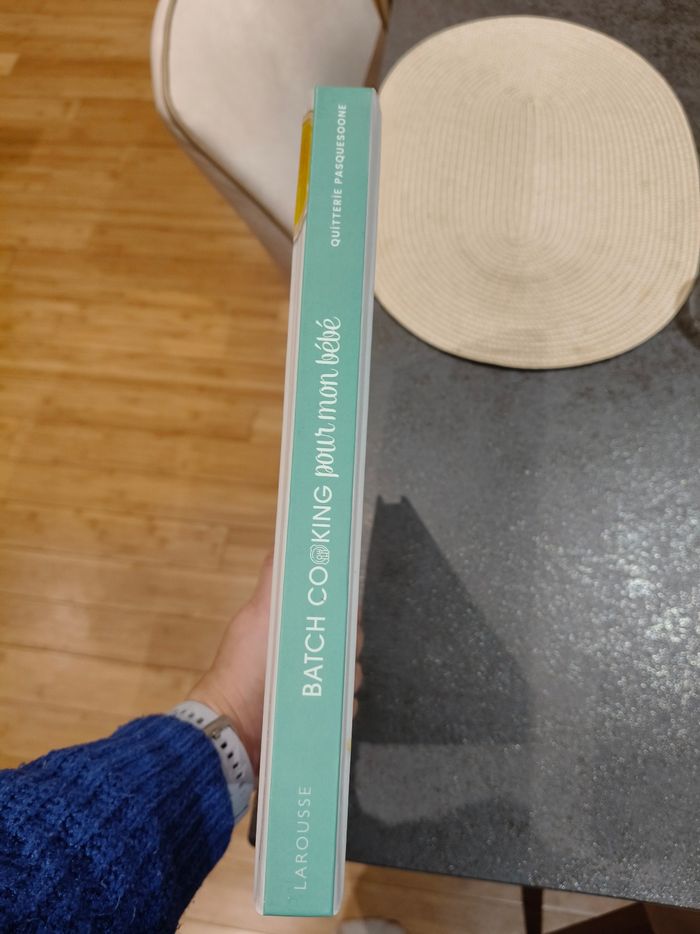 LAROUSSE
BATCH COOKING pour mon bébé
QUITTERIE PASQUESOONE